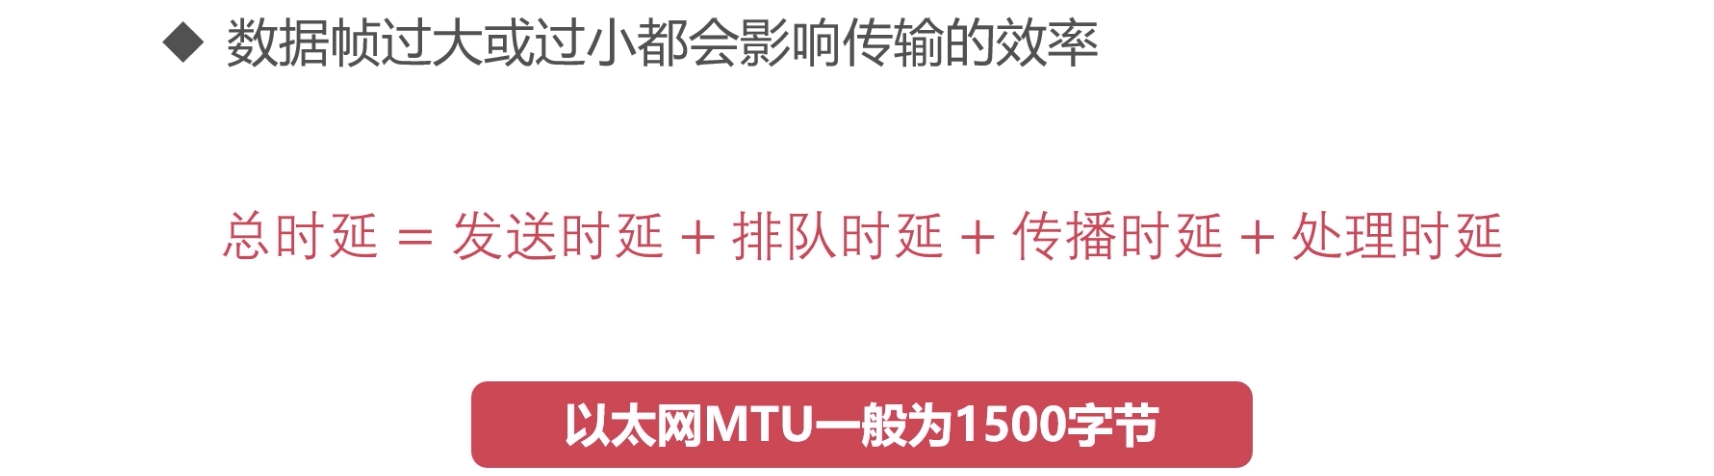 ◆ 数据帧过大或过小都会影响传输的效率
总时延 = 发送时延 + 排队时延 + 传播时延 + 处理时延
以太网MTU一般为1500字节